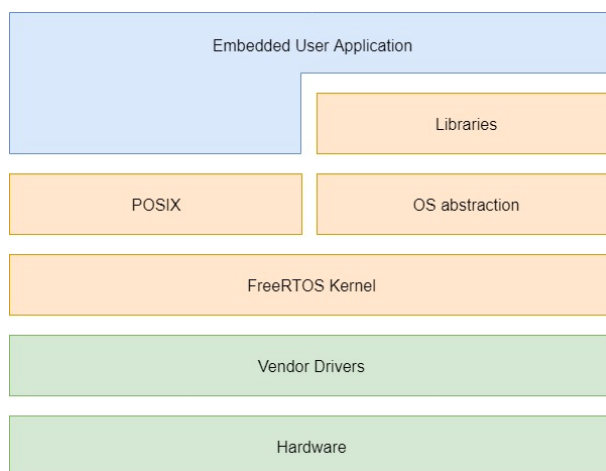 Embedded User Application
Libraries
POSIX
OS abstraction
FreeRTOS Kernel
Vendor Drivers
Hardware